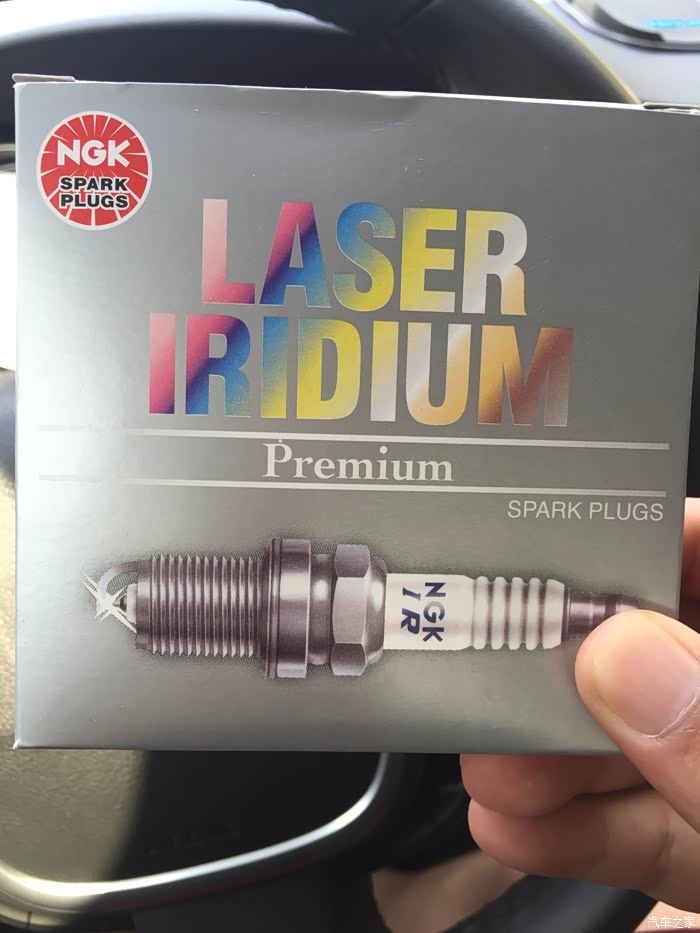 NGK
SPARK
PLUGS
LASER
IRIDIUM
Premium
SPARK PLUGS
NGK
IR
汽车之家